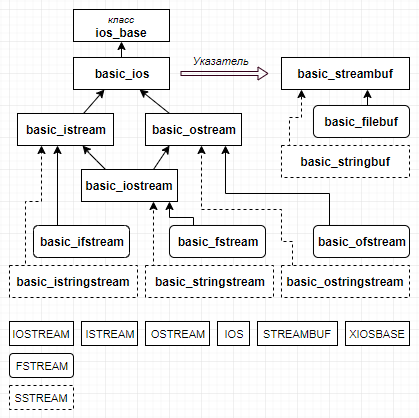 класс
ios_base
basic_ios
Указатель
basic_streambuf
basic_istream
basic_ostream
basic_filebuf
basic_stringbuf
basic_iostream
basic_ifstream
basic_fstream
basic_ofstream
basic_istringstream
basic_stringstream
basic_ostringstream
IOSTREAM
ISTREAM
OSTREAM
IOS
STREAMBUF
XIOSBASE
FSTREAM
SSTREAM